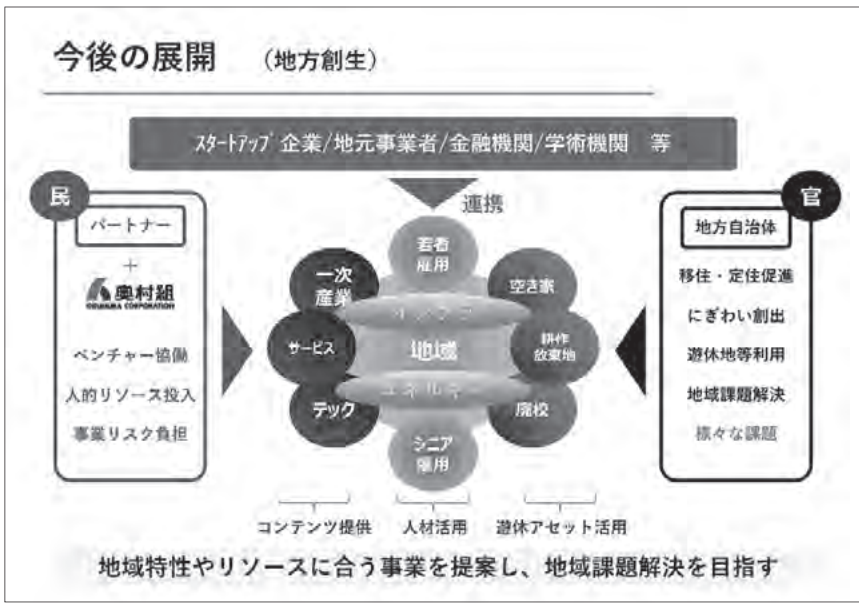 今後の展開 （地方創生）
スタートアップ企業/地元事業者/金融機関/学術機関 等
連携
民
パートナー
+
奥村組
OKUMURA CORPORATION
ベンチャー協働
人的リソース投入
事業リスク負担
若者
雇用
一次
産業
空き家
インフラ
サービス
地域
耕作
放棄地
エネルギー
テック
廃校
シニア
雇用
官
地方自治体
移住・定住促進
にぎわい創出
遊休地等利用
地域課題解決
様々な課題
コンテンツ提供
人材活用
遊休アセット活用
地域特性やリソースに合う事業を提案し、地域課題解決を目指す